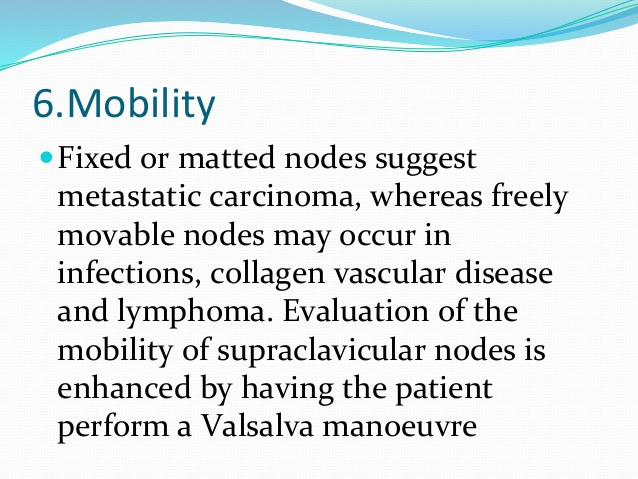 6.Mobility
Fixed or matted nodes suggest
metastatic carcinoma, whereas freely
movable nodes may occur in
infections, collagen vascular disease
and lymphoma. Evaluation of the
mobility of supraclavicular nodes is
enhanced by having the patient
perform a Valsalva manoeuvre